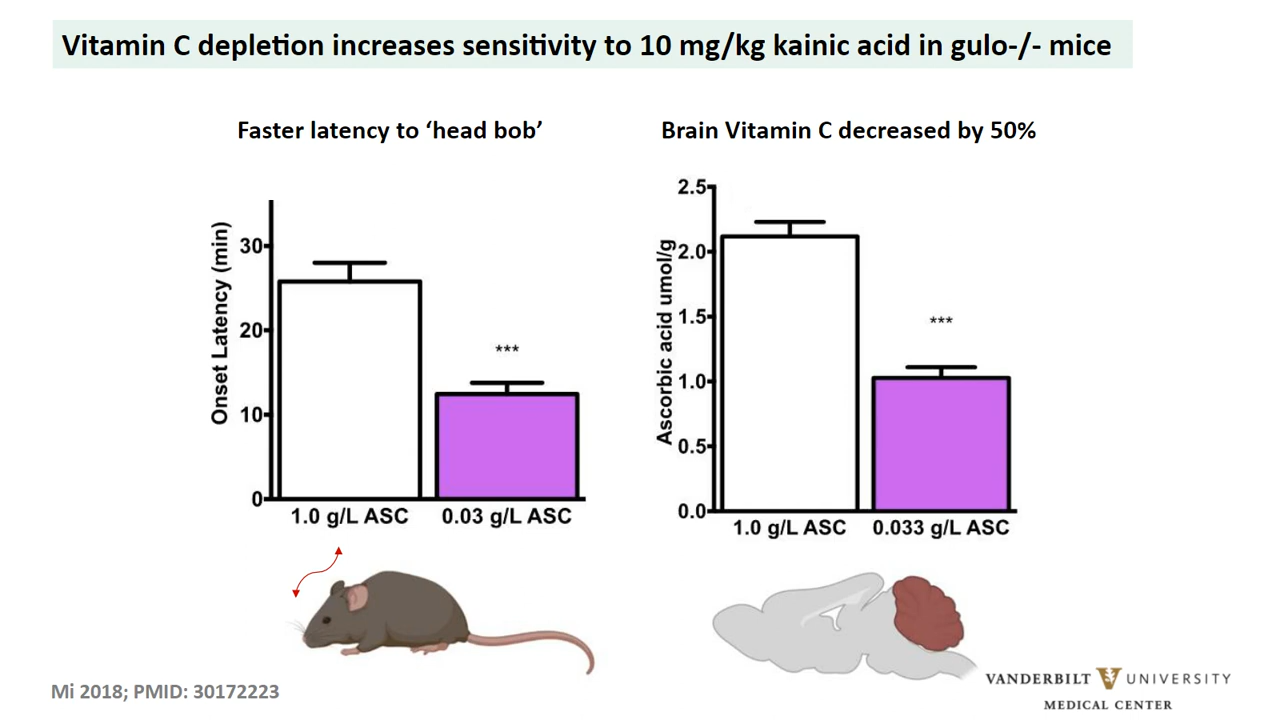 Vitamin C depletion increases sensitivity to 10 mg/kg kainic acid in gulo-/- mice
Faster latency to ‘head bob’
Onset Latency (min)
30
20
10
0
***
1.0 g/L ASC
0.03 g/L ASC
Brain Vitamin C decreased by 50%
Ascorbic acid umol/g
2.5
2.0
1.5
1.0
0.5
0.0
***
1.0 g/L ASC
0.033 g/L ASC
Mi 2018; PMID: 30172223
VANDERBILT UNIVERSITY
MEDICAL CENTER